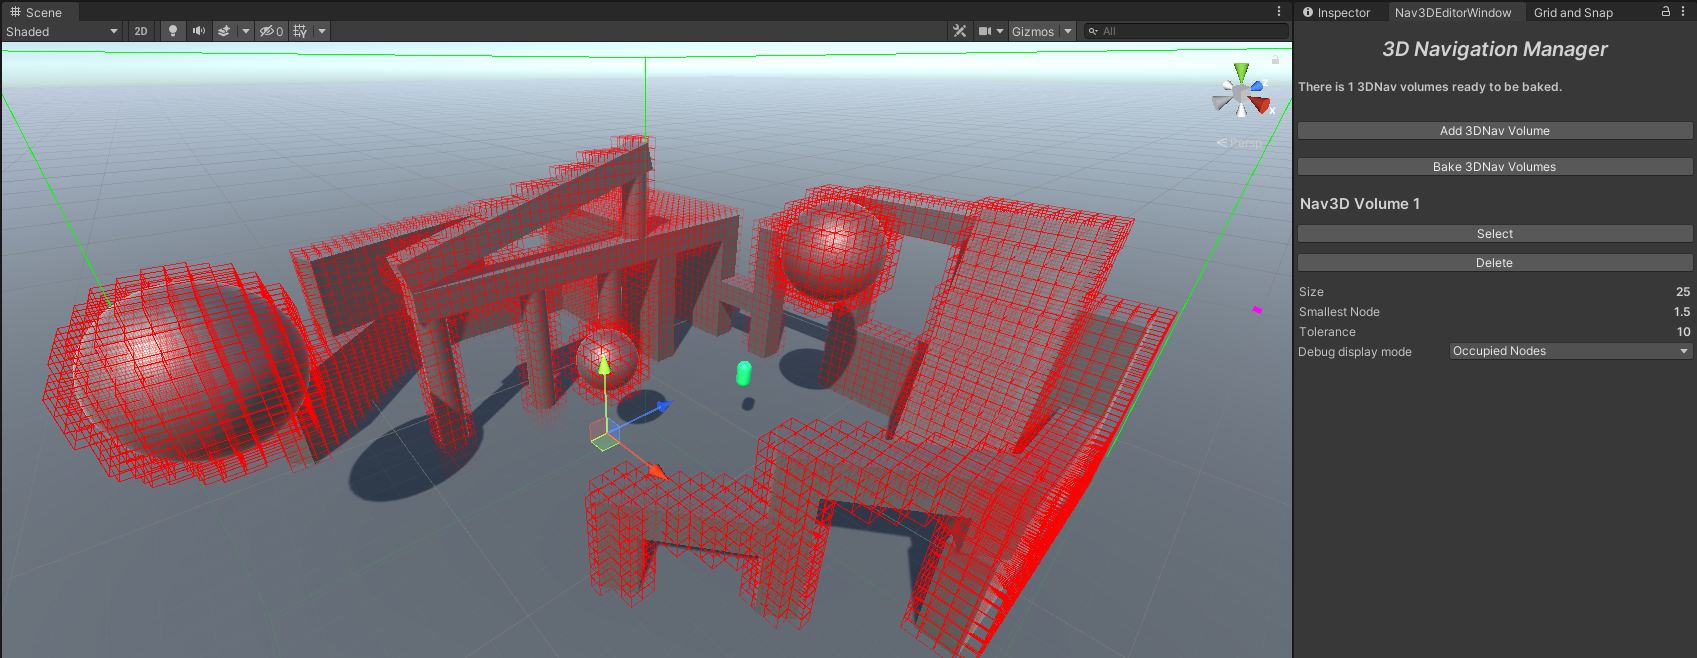 Scene
Inspector
Nav3DEditorWindow
Grid and Snap
Shaded
2D
0
Gizmos
All
3D Navigation Manager
There is 1 3DNav volumes ready to be baked.
z
x
Persp
Add 3DNav Volume
Bake 3DNav Volumes
Nav3D Volume 1
Select
Delete
Size 25
Smallest Node 1.5
Tolerance 10
Debug display mode Occupied Nodes